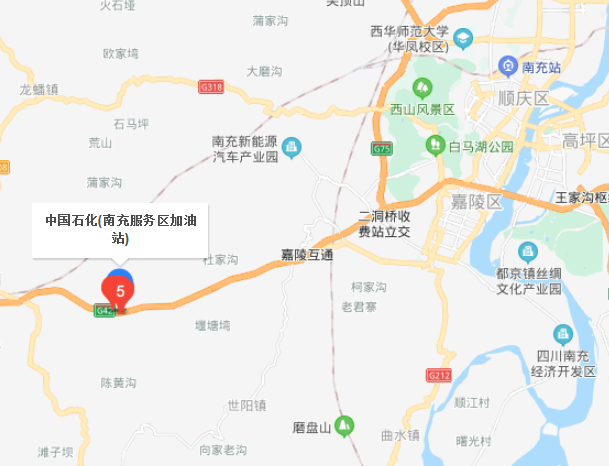 火石垭
蒲家沟
西华师范大学
(华凤校区)
欧家塆
大磨沟
南充站
龙蟠镇
G318
西山风景区
顺庆区
石马坪
荒山
南充新能源
汽车产业园
G75
白马湖公园
高坪区
蒲家沟
嘉陵区
王家沟枢
中国石化(南充服务区加油
站)
二洞桥收
费站立交
杜家沟
嘉陵互通
都京镇丝绸
文化产业园
5
G42
柯家沟
老君寨
堰塘塆
四川南充
经济开发区
陈黄沟
G212
世阳镇
顺江村
磨盘山
曲水镇
曙光村
滩子坝
向家老沟